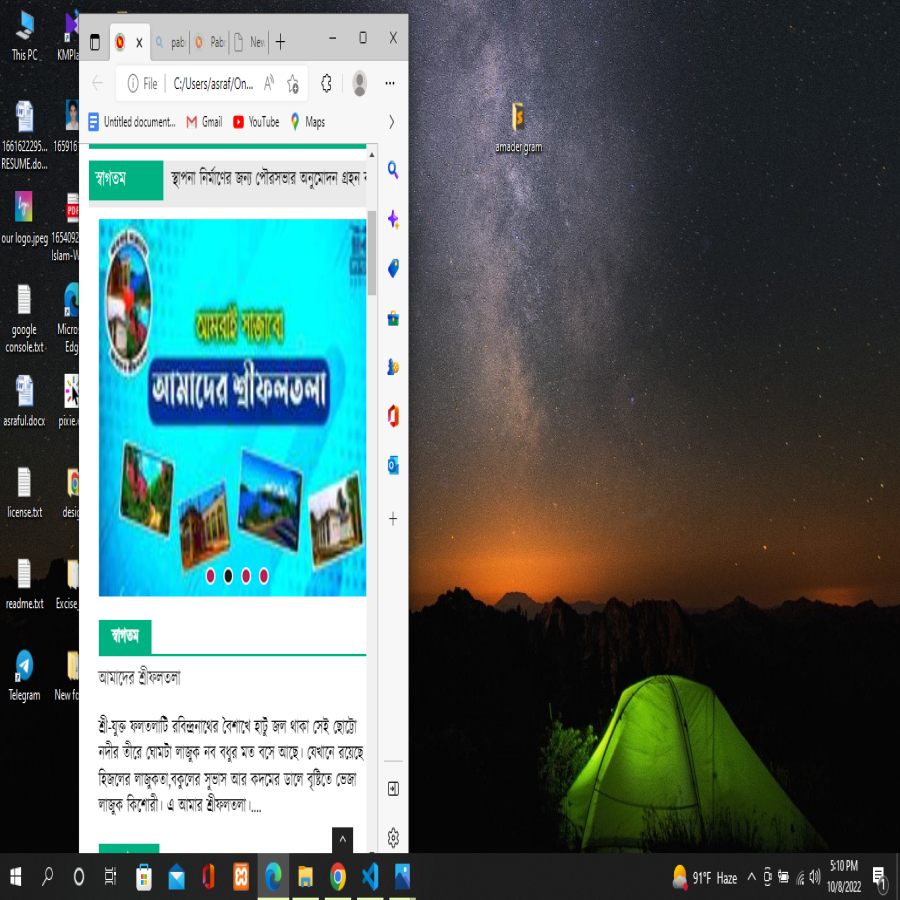 This PC
KMPla
1661622295...
RESUME.do...
165916
our logo.jpeg
1654092
Islam-W
google
console.txt
Micros
Edg
asraful.docx
pixie.
license.txt
desig
readme.txt
Excise_
Telegram
New fo
amader gram
pab
Pab
New
File
C:/Users/asraf/On...
Untitled document...
Gmail
YouTube
Maps
স্বাগতম
স্থাপনা নির্মাণের জন্য পৌরসভার অনুমোদন গ্রহন
আমরাই সাজাবো
আমাদের শ্রীফলতলা
স্বাগতম
আমাদের শ্রীফলতলা
শ্রী-যুক্ত ফলতলাটি রবিন্দ্রনাথের বৈশাখে হাটু জল থাকা সেই ছোট্টো
নদীর তীরে ঘোমটা লাজুক নব বধুর মত বসে আছে। যেখানে রয়েছে
হিজলের লাজুকতা,বকুলের সুভাস আর কদমের ডালে বৃষ্টিতে ভেজা
লাজুক কিশোরী। এ আমার শ্রীফলতলা।....
91°F Haze
5:10 PM
10/8/2022
1